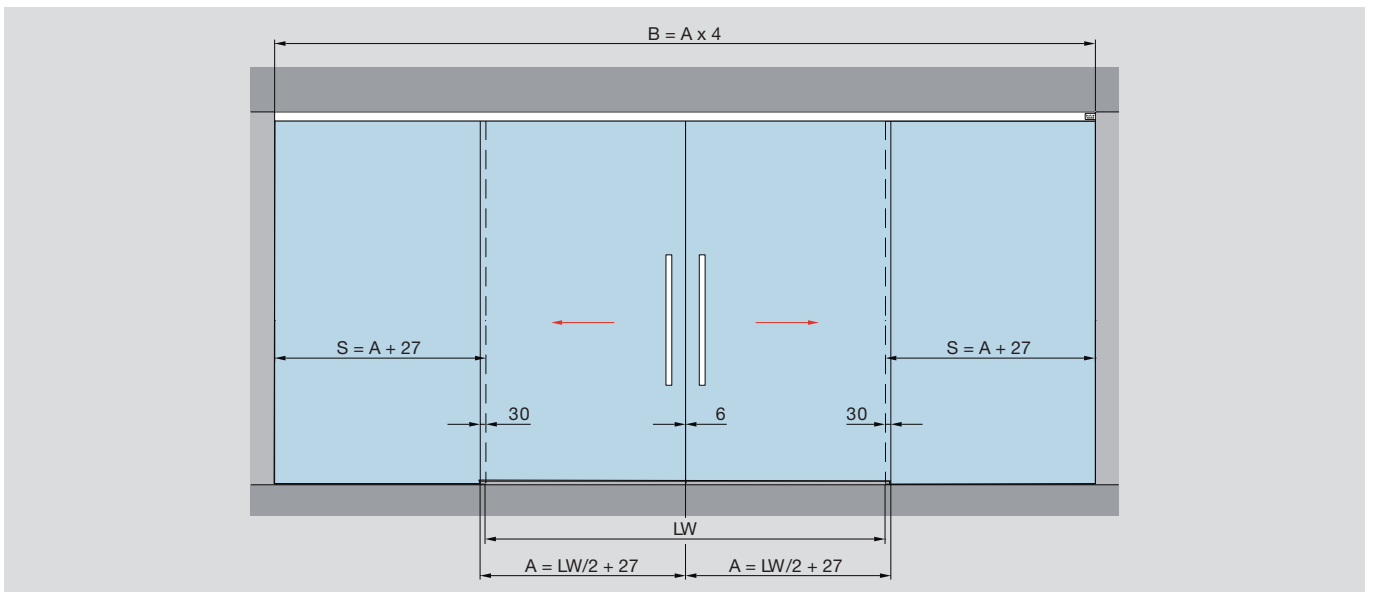 B = A x 4
S = A + 27
S = A + 27
30
6
30
LW
A = LW/2 + 27
A = LW/2 + 27